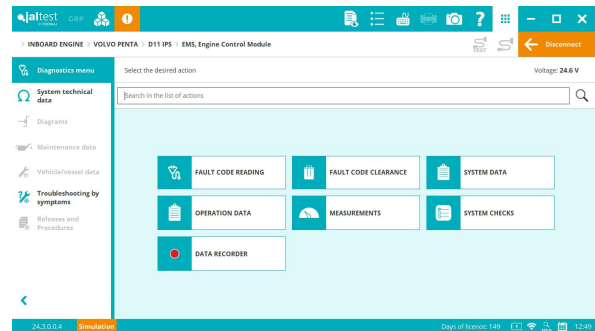 jaltest GRP
INBOARD ENGINE > VOLVO PENTA > D11 IPS > EMS, Engine Control Module
TEST
Disconnect
Diagnostics menu
Select the desired action
Voltage: 24.6 V
System technical
data
Search in the list of actions
Diagrams
Maintenance data
Vehicle/vessel data
Troubleshooting by
symptoms
Releases and
Procedures
FAULT CODE READING
FAULT CODE CLEARANCE
SYSTEM DATA
OPERATION DATA
MEASUREMENTS
SYSTEM CHECKS
DATA RECORDER
24.3.0.0.4 Simulation
Days of licence: 149
12:49